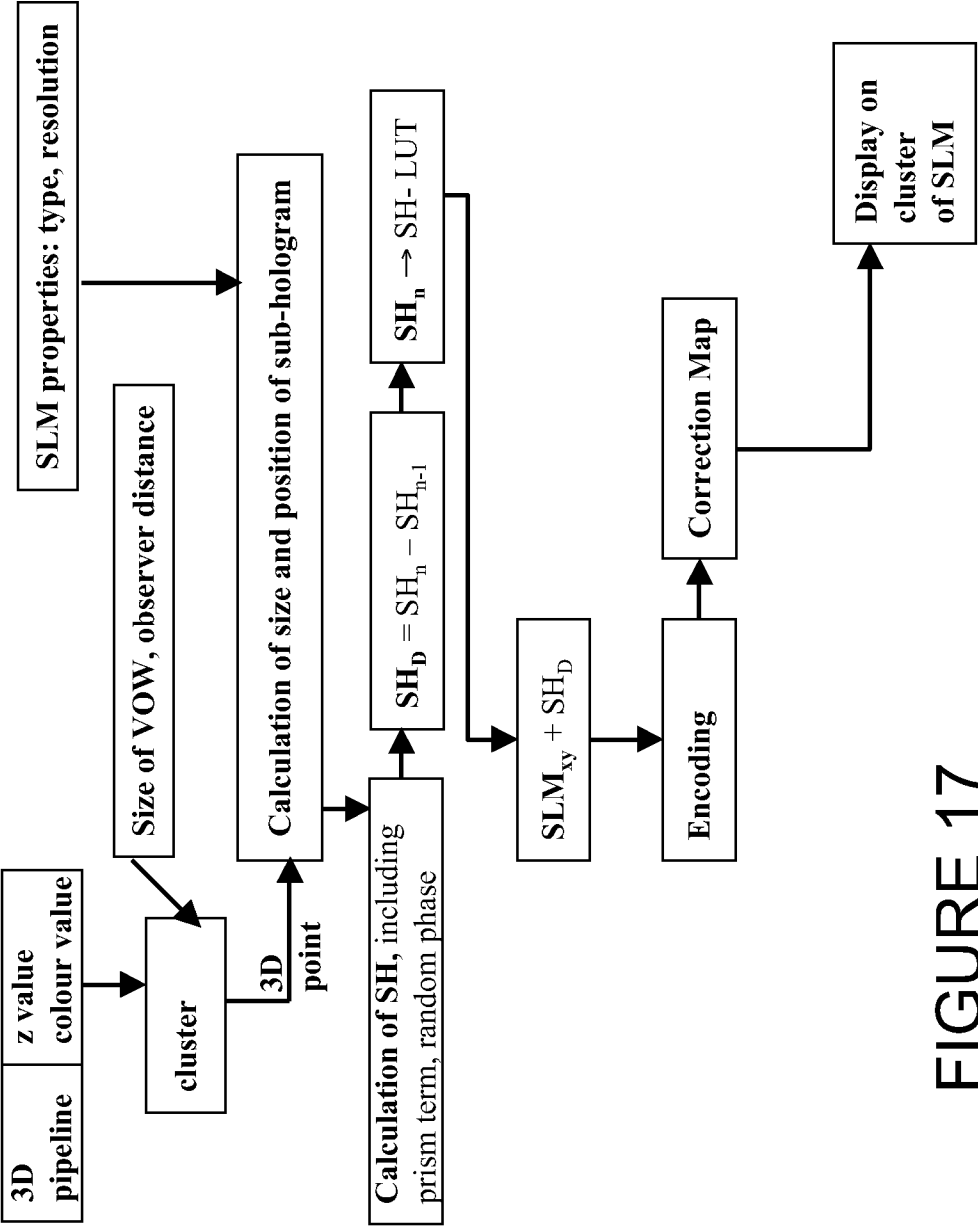 3D
pipeline
z value
colour value
Size of VOW, observer distance
SLM properties: type, resolution
cluster
3D
point
Calculation of size and position of sub-hologram
Calculation of SH, including
prism term, random phase
SH_D = SH_n – SH_n-1
SH_n → SH- LUT
SLM_xy + SH_D
Encoding
Correction Map
Display on
cluster
of SLM
FIGURE 17